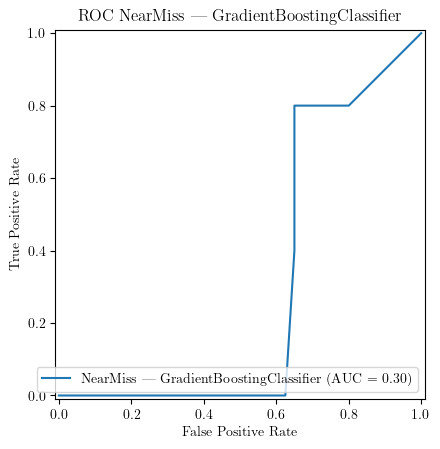 ROC NearMiss — GradientBoostingClassifier
True Positive Rate
1.0
0.8
0.6
0.4
0.2
0.0
NearMiss — GradientBoostingClassifier (AUC = 0.30)
0.0 0.2 0.4 0.6 0.8 1.0
False Positive Rate